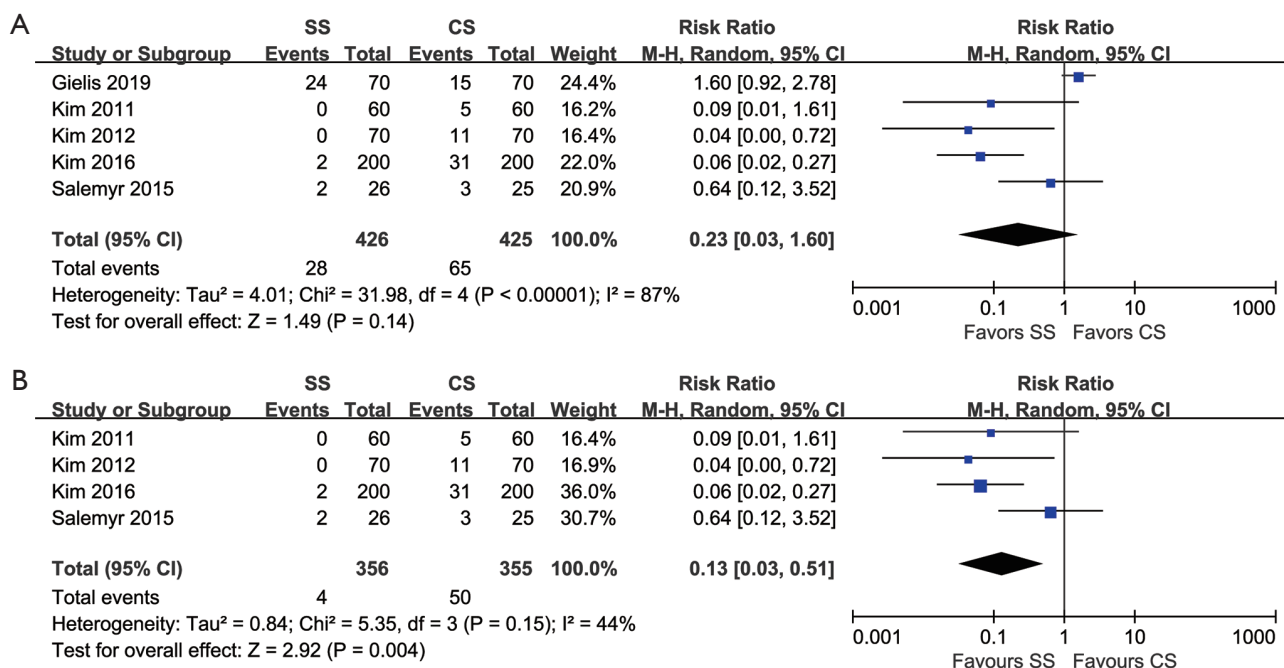 A
SS CS Risk Ratio Risk Ratio
Study or Subgroup Events Total Events Total Weight M-H, Random, 95% CI M-H, Random, 95% CI
Gielis 2019 24 70 15 70 24.4% 1.60 [0.92, 2.78]
Kim 2011 0 60 5 60 16.2% 0.09 [0.01, 1.61]
Kim 2012 0 70 11 70 16.4% 0.04 [0.00, 0.72]
Kim 2016 2 200 31 200 22.0% 0.06 [0.02, 0.27]
Salemyr 2015 2 26 3 25 20.9% 0.64 [0.12, 3.52]
Total (95% CI) 426 425 100.0% 0.23 [0.03, 1.60]
Total events 28 65
Heterogeneity: Tau² = 4.01; Chi² = 31.98, df = 4 (P < 0.00001); I² = 87%
Test for overall effect: Z = 1.49 (P = 0.14)
0.001 0.1 1 10 1000
Favors SS Favors CS
B
SS CS Risk Ratio Risk Ratio
Study or Subgroup Events Total Events Total Weight M-H, Random, 95% CI M-H, Random, 95% CI
Kim 2011 0 60 5 60 16.4% 0.09 [0.01, 1.61]
Kim 2012 0 70 11 70 16.9% 0.04 [0.00, 0.72]
Kim 2016 2 200 31 200 36.0% 0.06 [0.02, 0.27]
Salemyr 2015 2 26 3 25 30.7% 0.64 [0.12, 3.52]
Total (95% CI) 356 355 100.0% 0.13 [0.03, 0.51]
Total events 4 50
Heterogeneity: Tau² = 0.84; Chi² = 5.35, df = 3 (P = 0.15); I² = 44%
Test for overall effect: Z = 2.92 (P = 0.004)
0.001 0.1 1 10 1000
Favours SS Favours CS